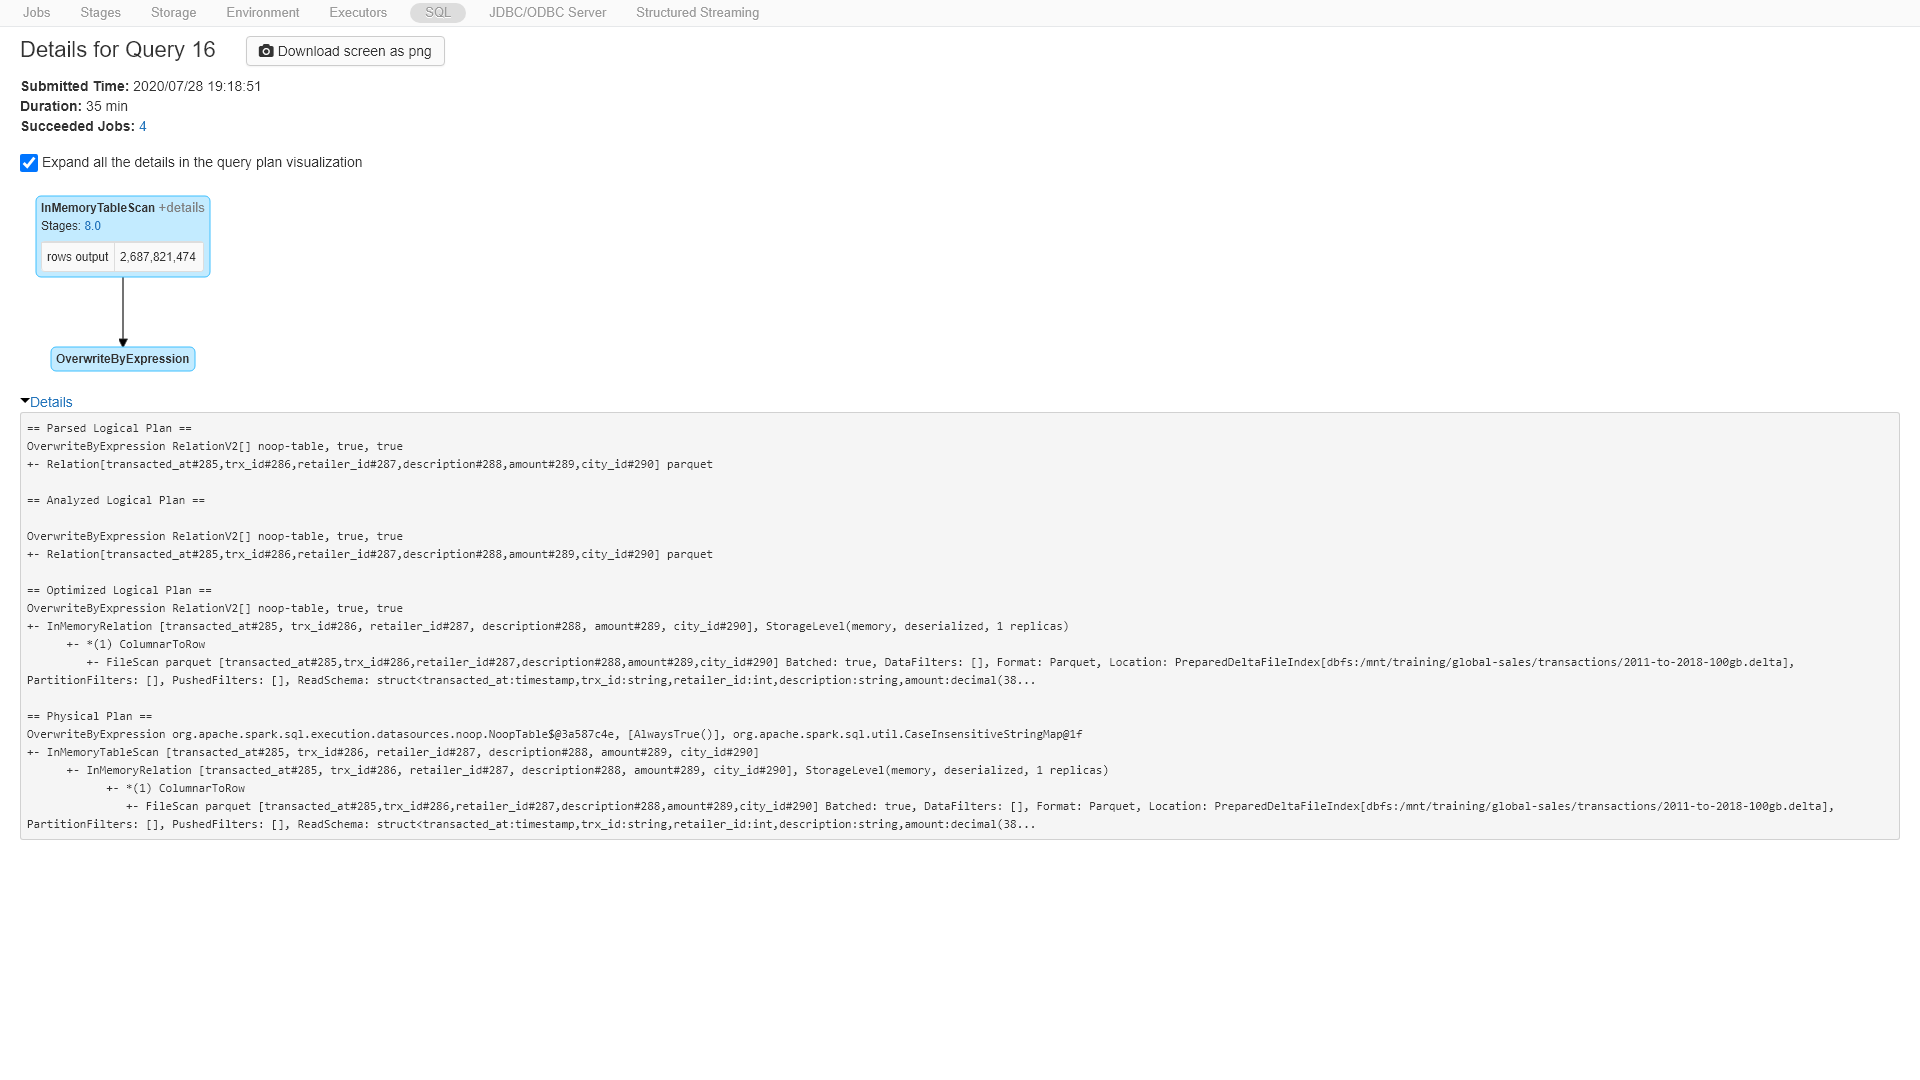 Jobs Stages Storage Environment Executors SQL JDBC/ODBC Server Structured Streaming
Details for Query 16 Download screen as png
Submitted Time: 2020/07/28 19:18:51
Duration: 35 min
Succeeded Jobs: 4
Expand all the details in the query plan visualization
InMemoryTableScan +details
Stages: 8.0
rows output 2,687,821,474
OverwriteByExpression
Details
== Parsed Logical Plan ==
OverwriteByExpression RelationV2[] noop-table, true, true
+- Relation[transacted_at#285,trx_id#286,retailer_id#287,description#288,amount#289,city_id#290] parquet
== Analyzed Logical Plan ==
OverwriteByExpression RelationV2[] noop-table, true, true
+- Relation[transacted_at#285,trx_id#286,retailer_id#287,description#288,amount#289,city_id#290] parquet
== Optimized Logical Plan ==
OverwriteByExpression RelationV2[] noop-table, true, true
+- InMemoryRelation [transacted_at#285, trx_id#286, retailer_id#287, description#288, amount#289, city_id#290], StorageLevel(memory, deserialized, 1 replicas)
+- *(1) ColumnarToRow
+- FileScan parquet [transacted_at#285,trx_id#286,retailer_id#287,description#288,amount#289,city_id#290] Batched: true, DataFilters: [], Format: Parquet, Location: PreparedDeltaFileIndex[dbfs:/mnt/training/global-sales/transactions/2011-to-2018-100gb.delta],
PartitionFilters: [], PushedFilters: [], ReadSchema: struct<transacted_at:timestamp,trx_id:string,retailer_id:int,description:string,amount:decimal(38...
== Physical Plan ==
OverwriteByExpression org.apache.spark.sql.execution.datasources.noop.NoopTable$@3a587c4e, [AlwaysTrue()], org.apache.spark.sql.util.CaseInsensitiveStringMap@1f
+- InMemoryTableScan [transacted_at#285, trx_id#286, retailer_id#287, description#288, amount#289, city_id#290]
+- InMemoryRelation [transacted_at#285, trx_id#286, retailer_id#287, description#288, amount#289, city_id#290], StorageLevel(memory, deserialized, 1 replicas)
+- *(1) ColumnarToRow
+- FileScan parquet [transacted_at#285,trx_id#286,retailer_id#287,description#288,amount#289,city_id#290] Batched: true, DataFilters: [], Format: Parquet, Location: PreparedDeltaFileIndex[dbfs:/mnt/training/global-sales/transactions/2011-to-2018-100gb.delta],
PartitionFilters: [], PushedFilters: [], ReadSchema: struct<transacted_at:timestamp,trx_id:string,retailer_id:int,description:string,amount:decimal(38...